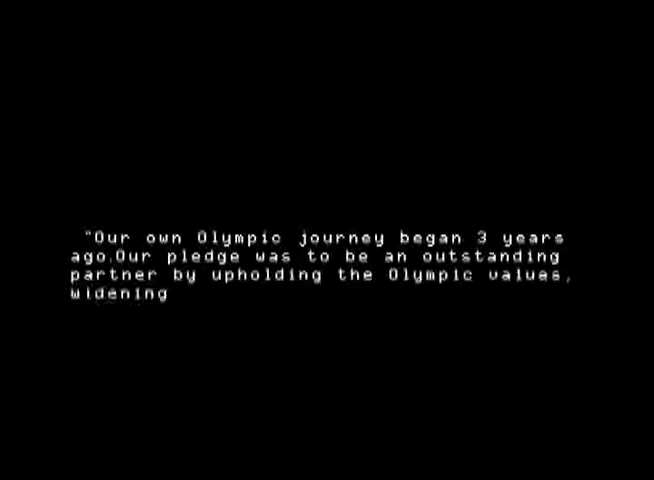 "Our own Olympic journey began 3 years
ago.Our pledge was to be an outstanding
partner by upholding the Olympic values,
widening